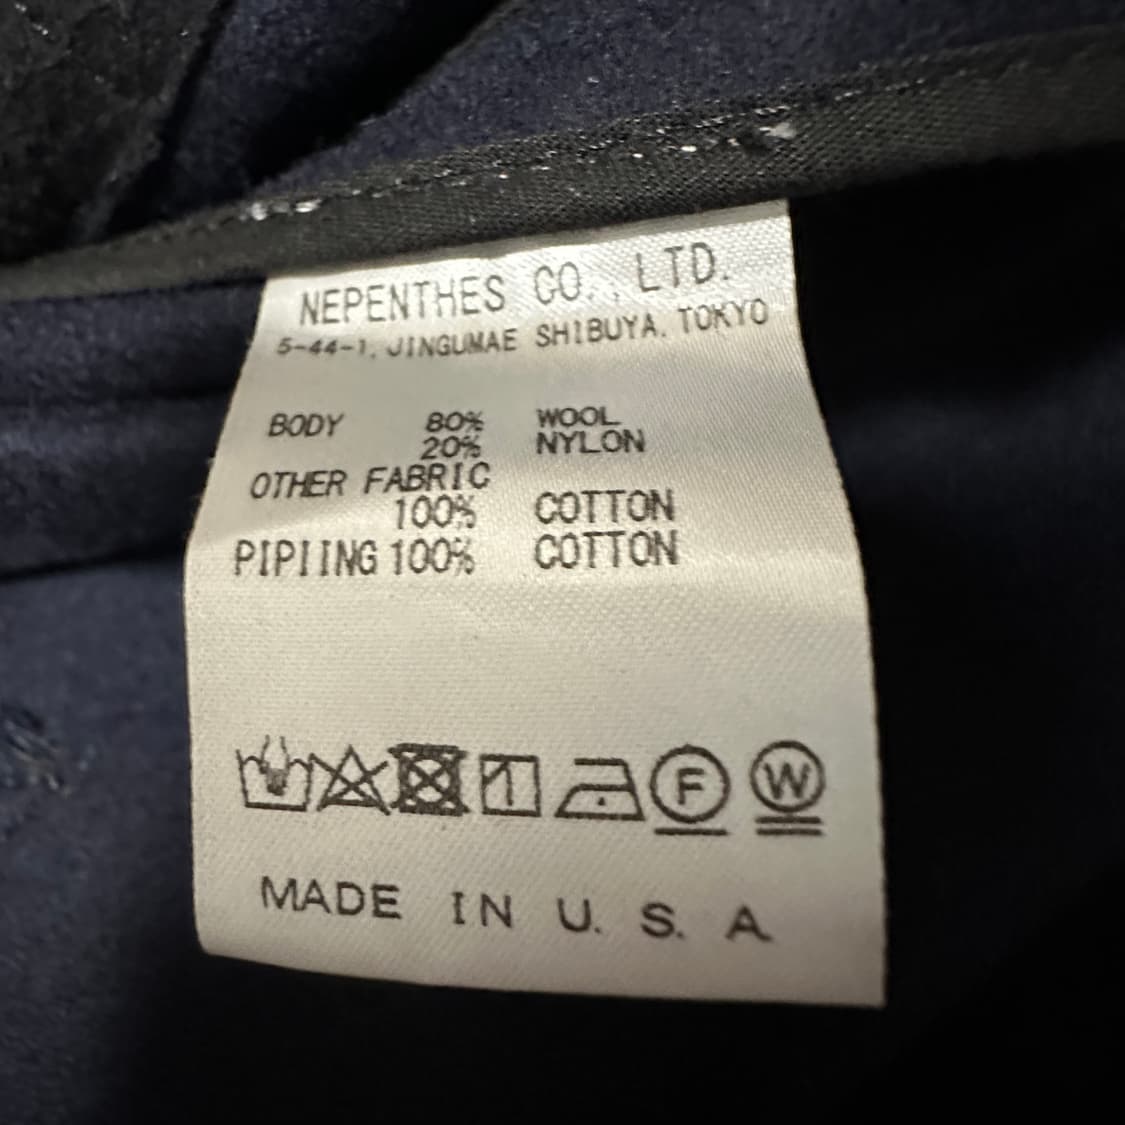 NEPENTHES CO., LTD.
5-44-1, JINGUMAE SHIBUYA. TOKYO
BODY 80% WOOL
20% NYLON
OTHER FABRIC
100% COTTON
PIPIING 100% COTTON
F W
MADE IN U. S. A